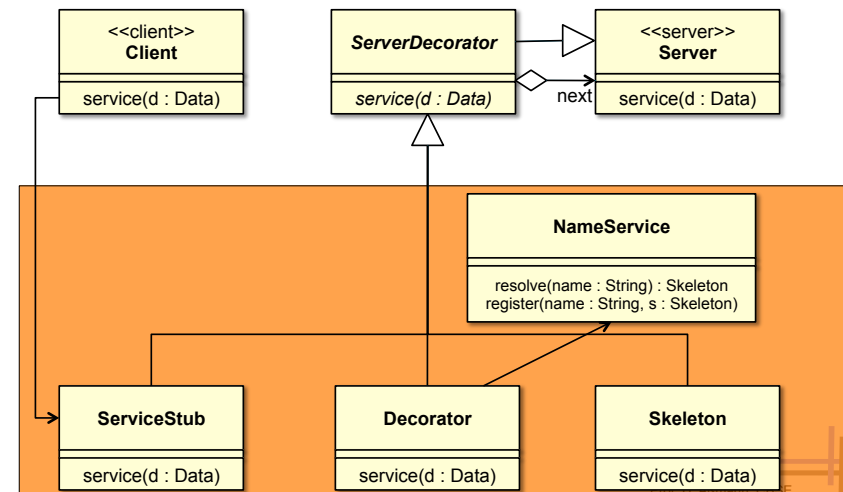 <<client>>
Client
service(d : Data)
ServerDecorator
service(d : Data)
next
<<server>>
Server
service(d : Data)
NameService
resolve(name : String) : Skeleton
register(name : String, s : Skeleton)
ServiceStub
service(d : Data)
Decorator
service(d : Data)
Skeleton
service(d : Data)